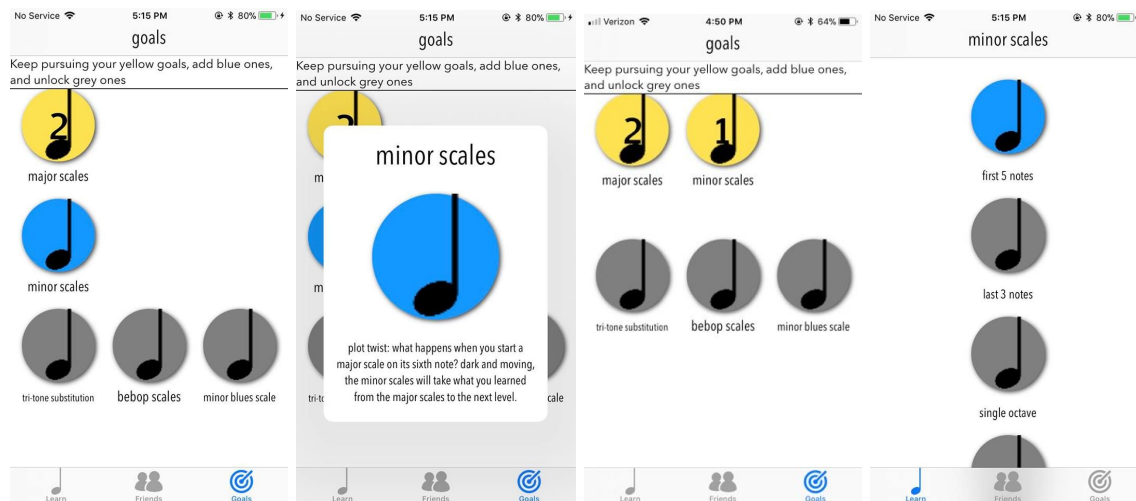 No Service 5:15 PM 80%
goals
Keep pursuing your yellow goals, add blue ones,
and unlock grey ones
2
major scales
minor scales
tri-tone substitution bebop scales minor blues scale
Learn Friends Goals
No Service 5:15 PM 80%
goals
Keep pursuing your yellow goals, add blue ones,
and unlock grey ones
2
m
minor scales
m
plot twist: what happens when you start a
major scale on its sixth note? dark and moving,
the minor scales will take what you learned
from the major scales to the next level.
tri-to cale
Learn Friends Goals
Verizon 4:50 PM 64%
goals
Keep pursuing your yellow goals, add blue ones,
and unlock grey ones
2 1
major scales minor scales
tri-tone substitution bebop scales minor blues scale
Learn Friends Goals
No Service 5:15 PM 80%
minor scales
first 5 notes
last 3 notes
single octave
Learn Friends Goals